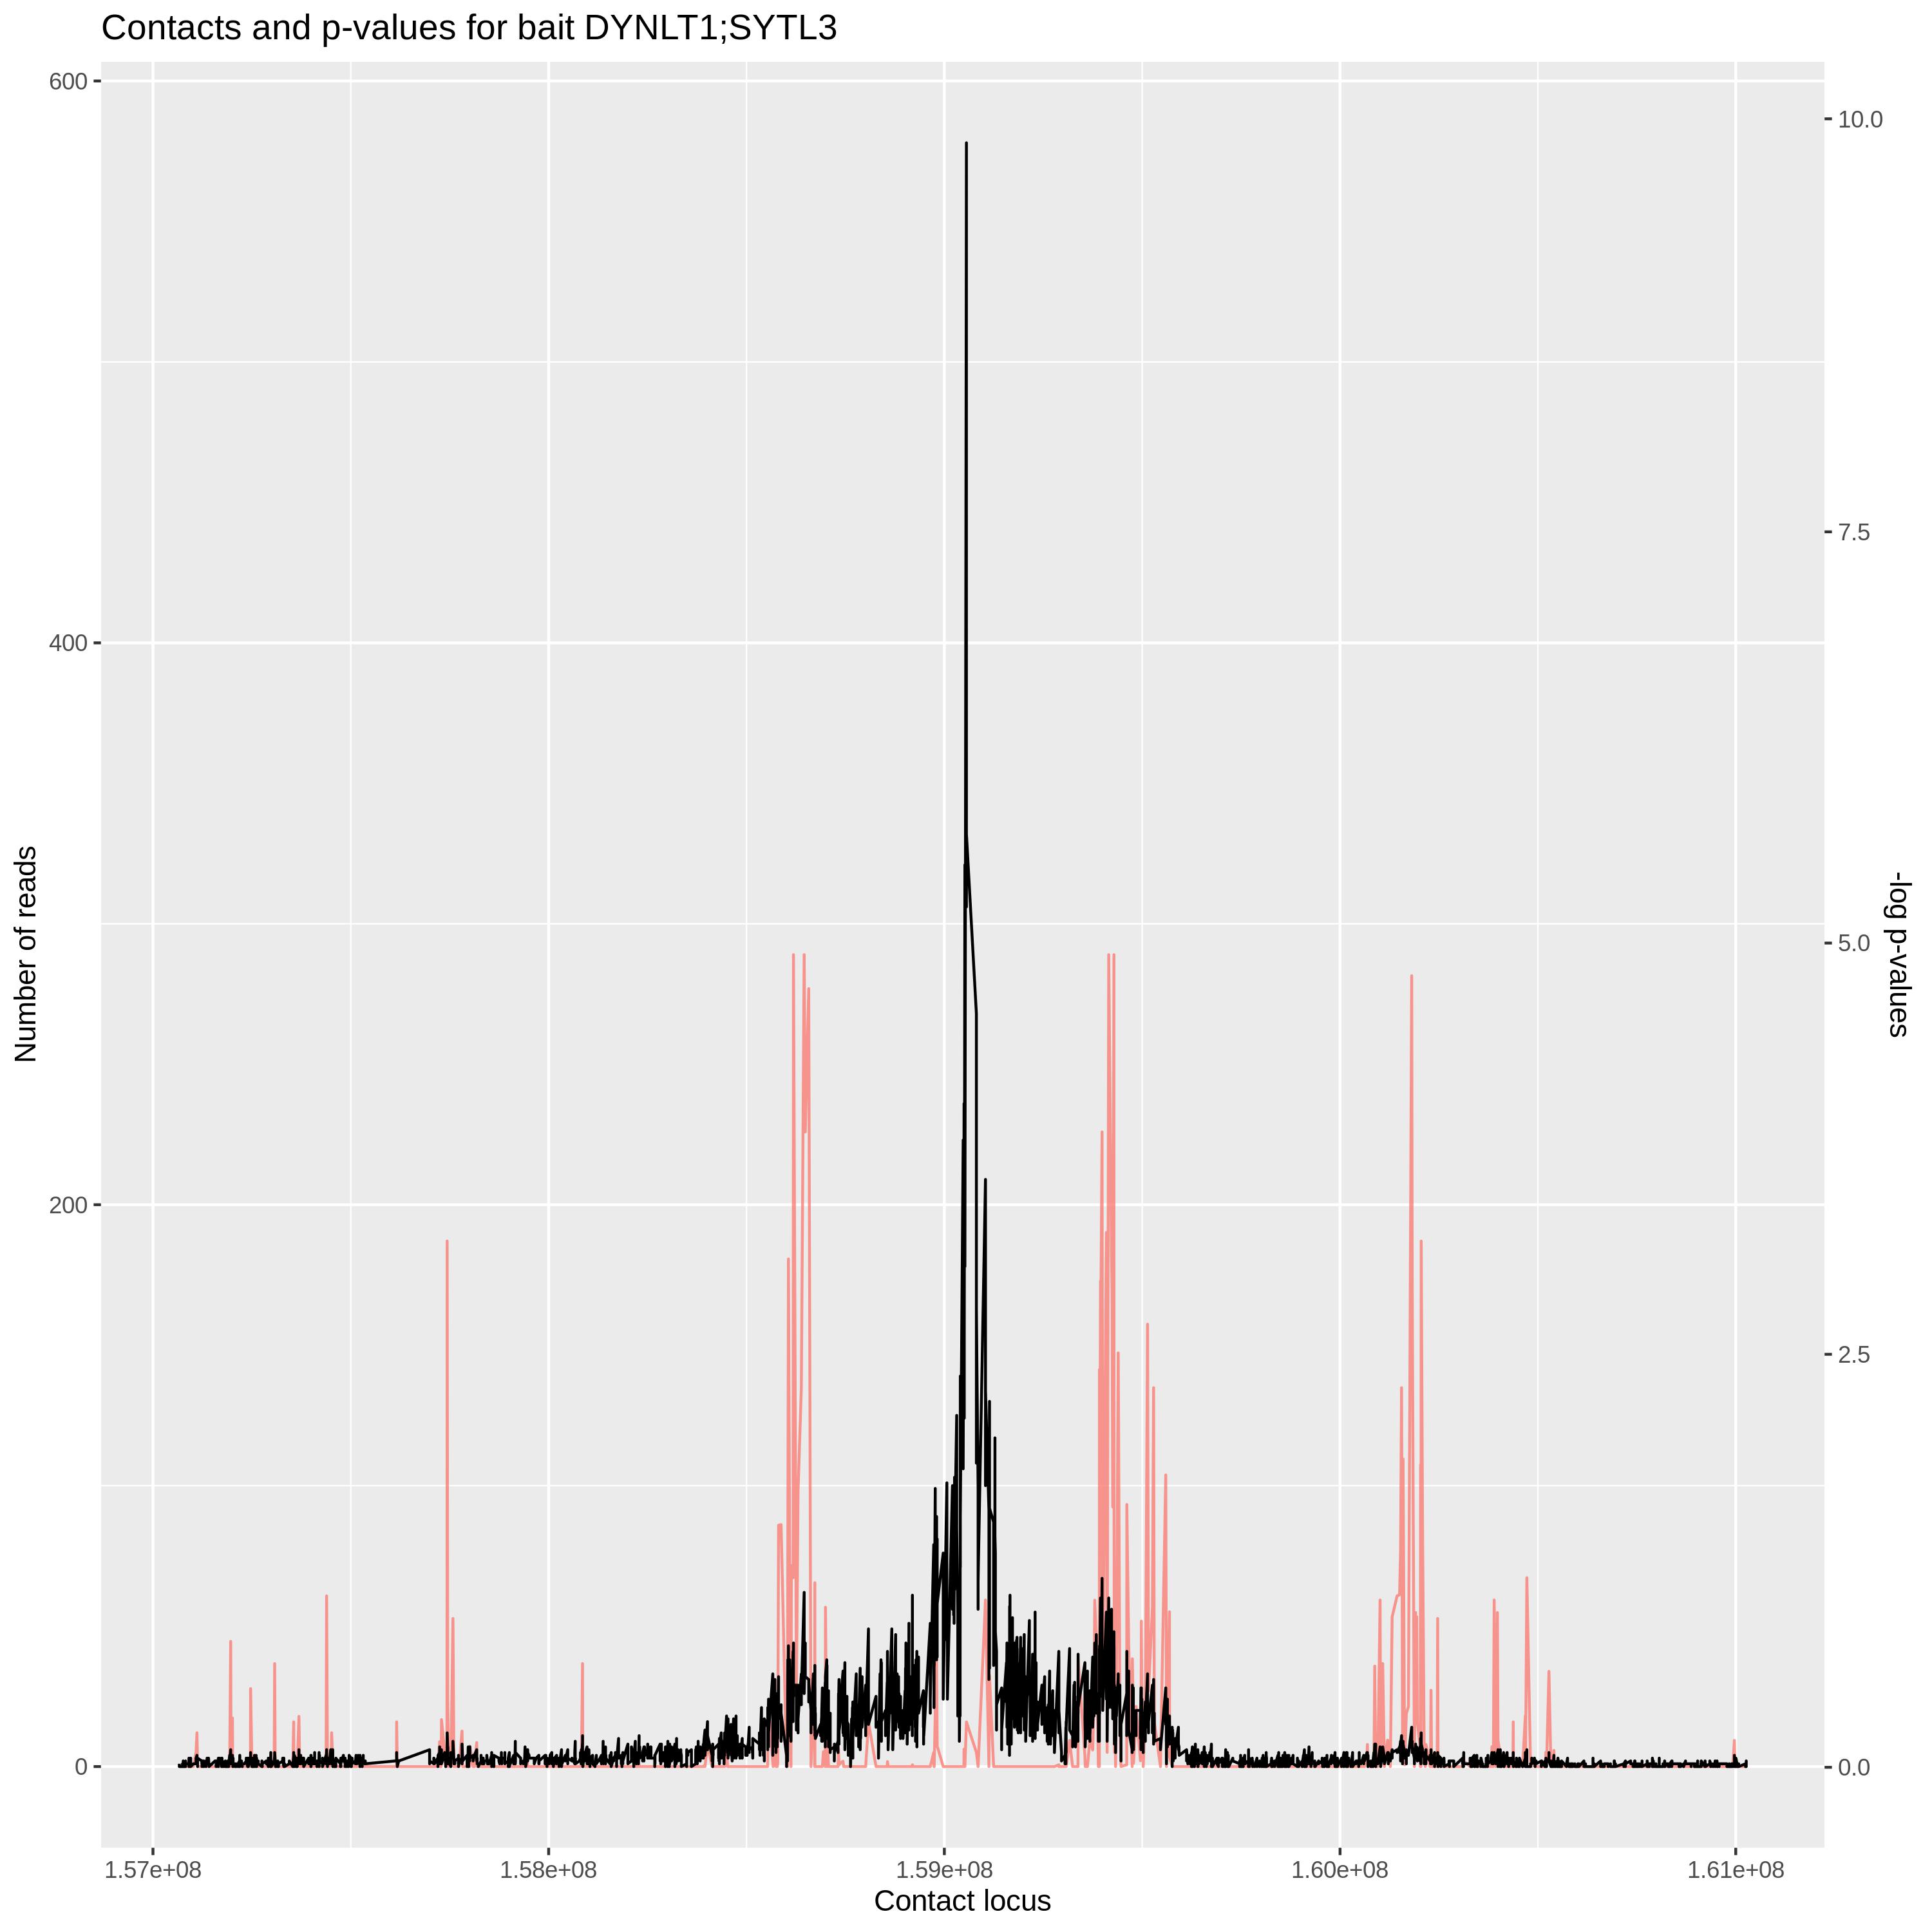 Contacts and p-values for bait DYNLT1;SYTL3
600
400
200
0
Number of reads
10.0
7.5
5.0
2.5
0.0
-log p-values
1.57e+08 1.58e+08 1.59e+08 1.60e+08 1.61e+08
Contact locus